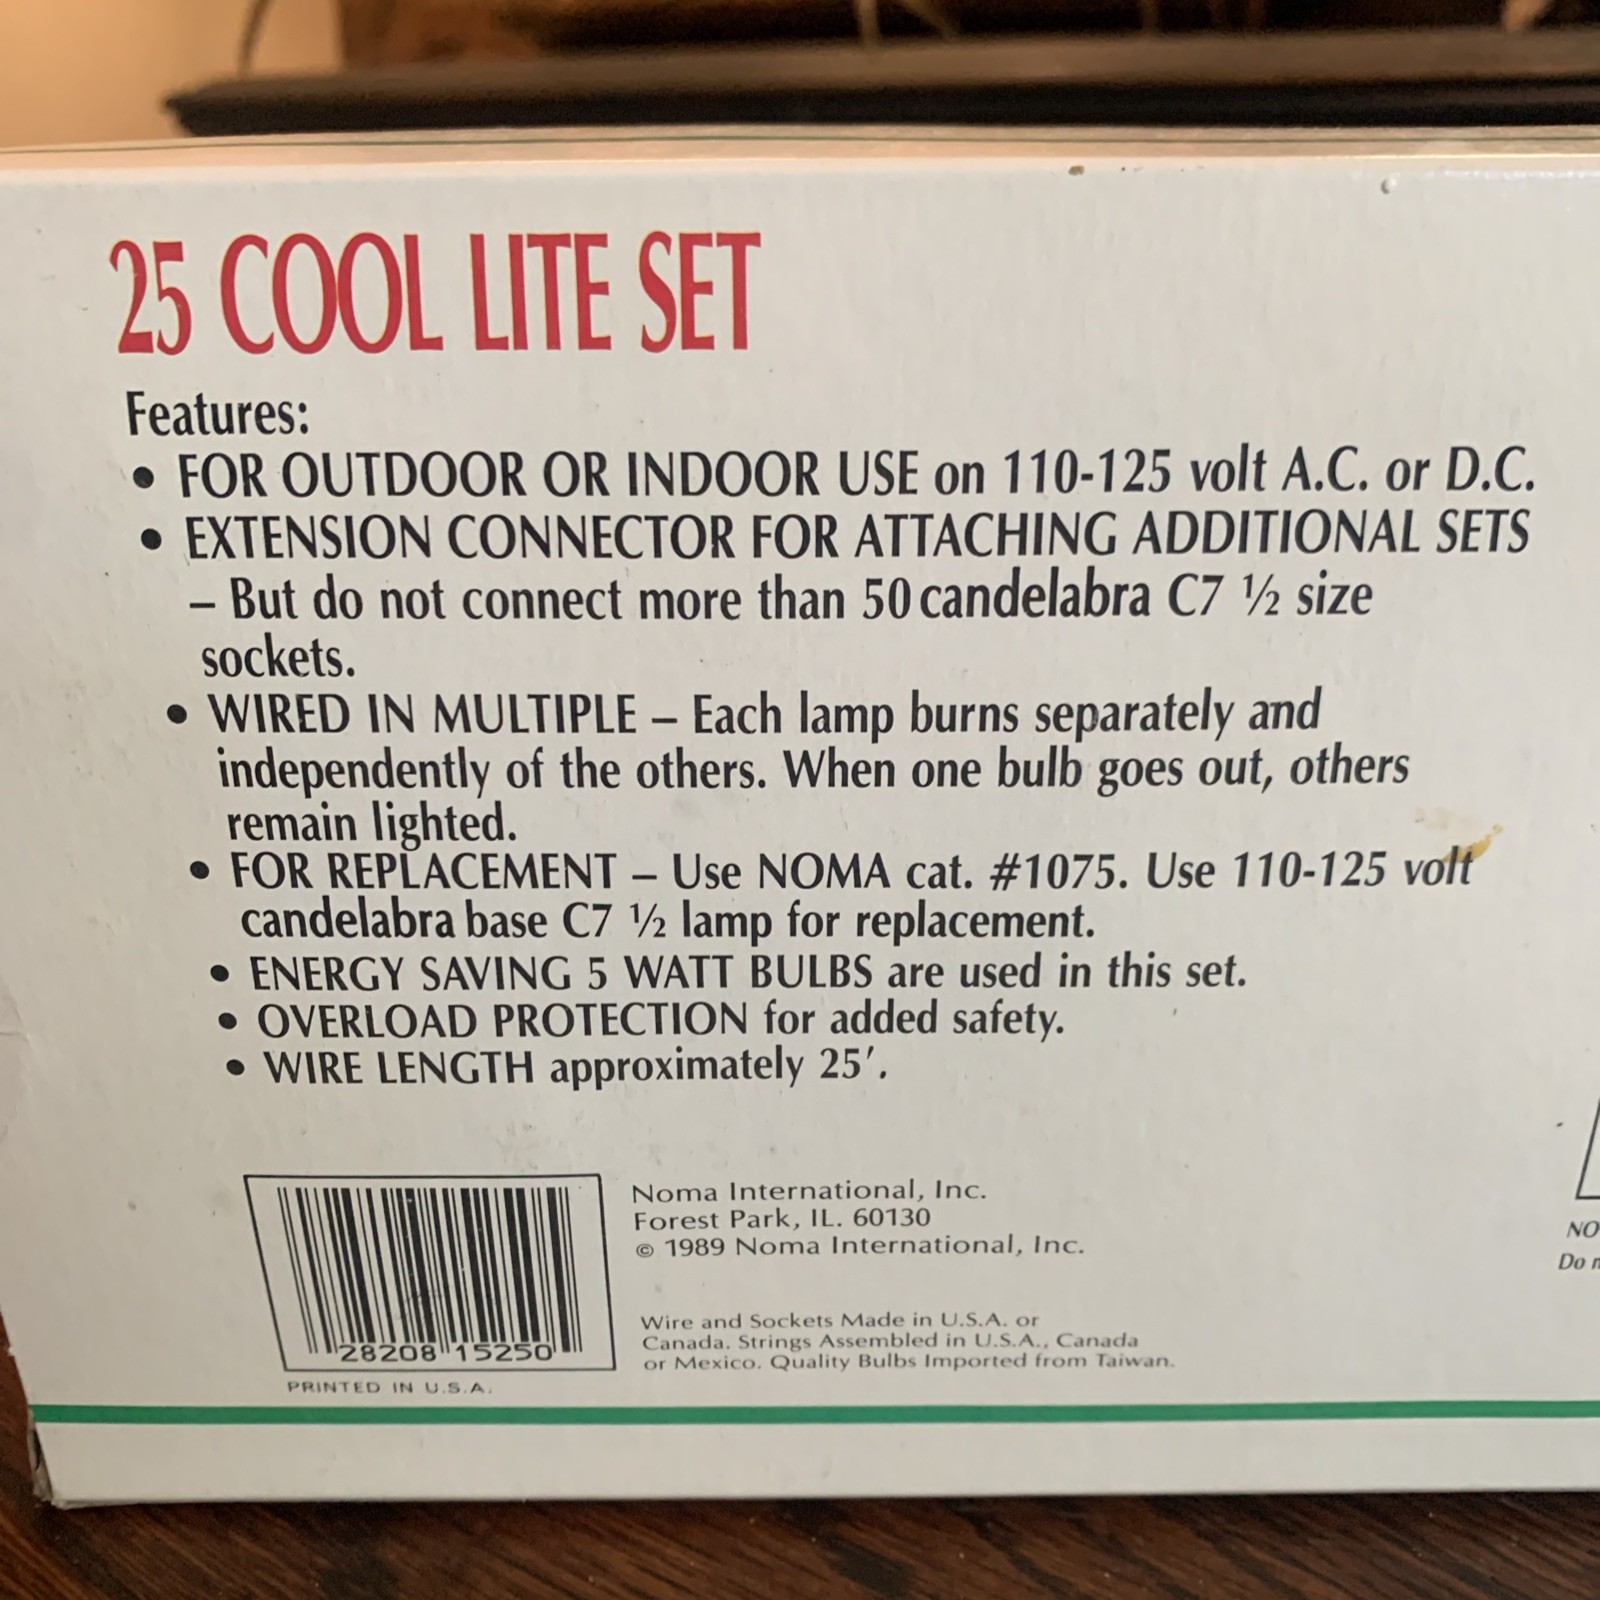 25 COOL LITE SET
Features:
• FOR OUTDOOR OR INDOOR USE on 110-125 volt A.C. or D.C.
• EXTENSION CONNECTOR FOR ATTACHING ADDITIONAL SETS
– But do not connect more than 50 candelabra C7 ½ size
sockets.
• WIRED IN MULTIPLE – Each lamp burns separately and
independently of the others. When one bulb goes out, others
remain lighted.
• FOR REPLACEMENT – Use NOMA cat. #1075. Use 110-125 volt
candelabra base C7 ½ lamp for replacement.
• ENERGY SAVING 5 WATT BULBS are used in this set.
• OVERLOAD PROTECTION for added safety.
• WIRE LENGTH approximately 25′.
Noma International, Inc.
Forest Park, IL. 60130
© 1989 Noma International, Inc.
Wire and Sockets Made in U.S.A. or
Canada. Strings Assembled in U.S.A., Canada
or Mexico. Quality Bulbs Imported from Taiwan.
28208 15250
PRINTED IN U.S.A.
NO
Do